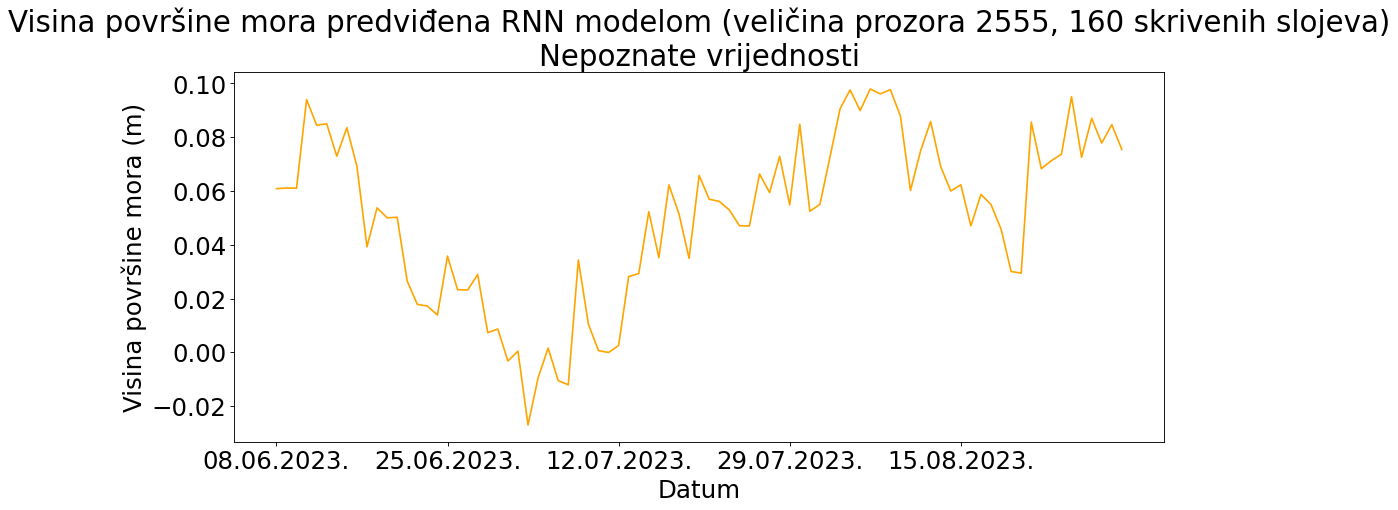 Visina površine mora predviđena RNN modelom (veličina prozora 2555, 160 skrivenih slojeva)
Nepoznate vrijednosti
Visina površine mora (m)
0.10
0.08
0.06
0.04
0.02
0.00
−0.02
08.06.2023. 25.06.2023. 12.07.2023. 29.07.2023. 15.08.2023.
Datum